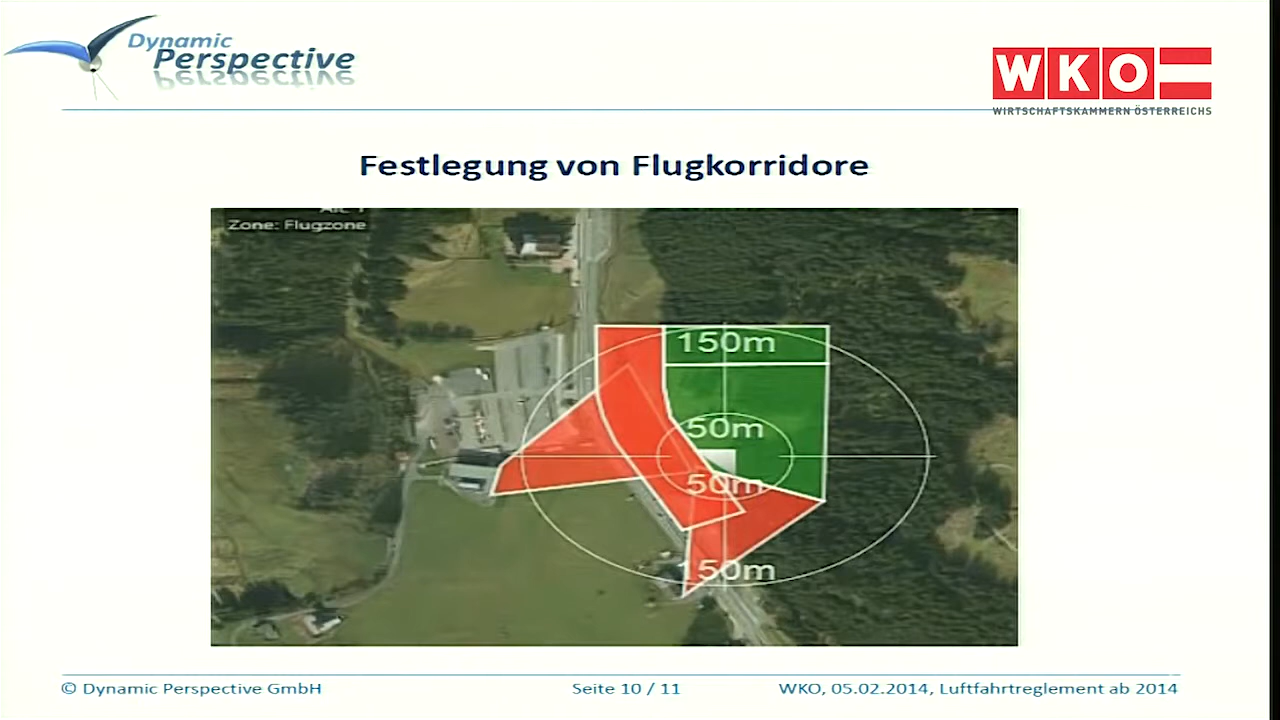 Dynamic
Perspective
WKO
WIRTSCHAFTSKAMMERN ÖSTERREICHS
Festlegung von Flugkorridore
Zone: Flugzone
150m
50m
50m
150m
© Dynamic Perspective GmbH
Seite 10 / 11
WKO, 05.02.2014, Luftfahrtreglement ab 2014